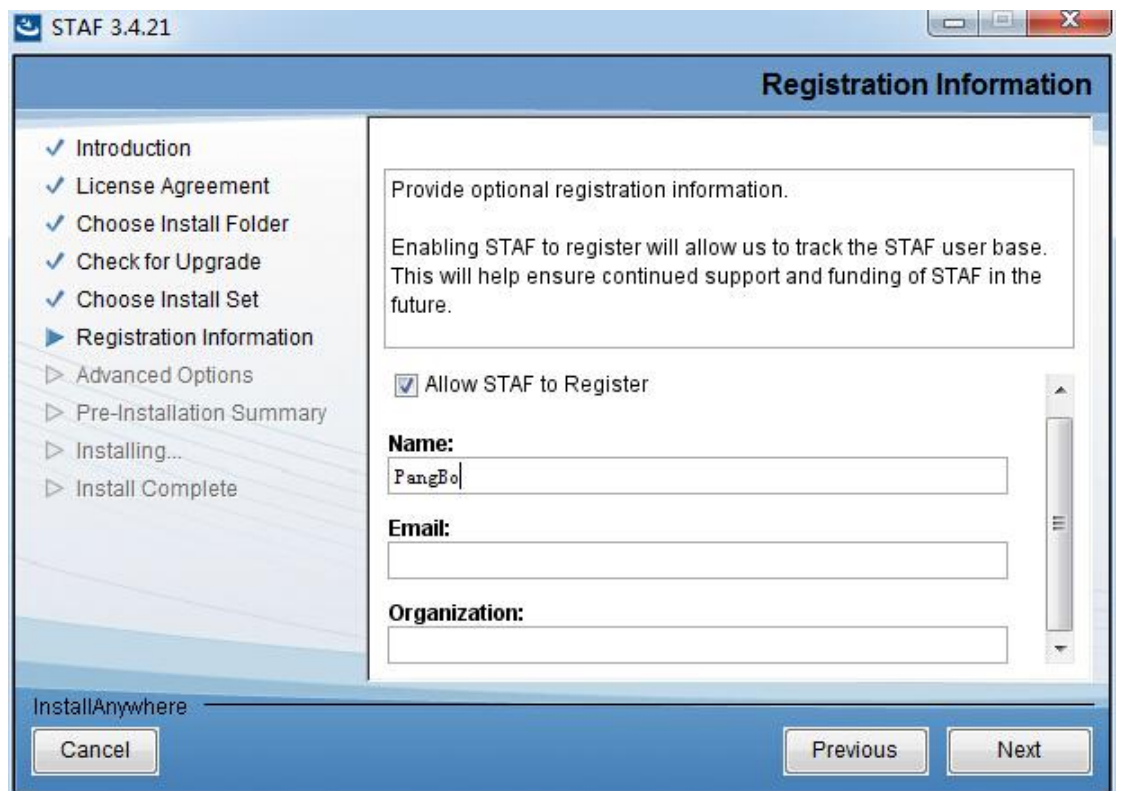 STAF 3.4.21
Registration Information
Introduction
License Agreement
Choose Install Folder
Check for Upgrade
Choose Install Set
Registration Information
Advanced Options
Pre-Installation Summary
Installing...
Install Complete
Provide optional registration information.
Enabling STAF to register will allow us to track the STAF user base.
This will help ensure continued support and funding of STAF in the
future.
Allow STAF to Register
Name:
PangBo
Email:
Organization:
InstallAnywhere
Cancel
Previous
Next